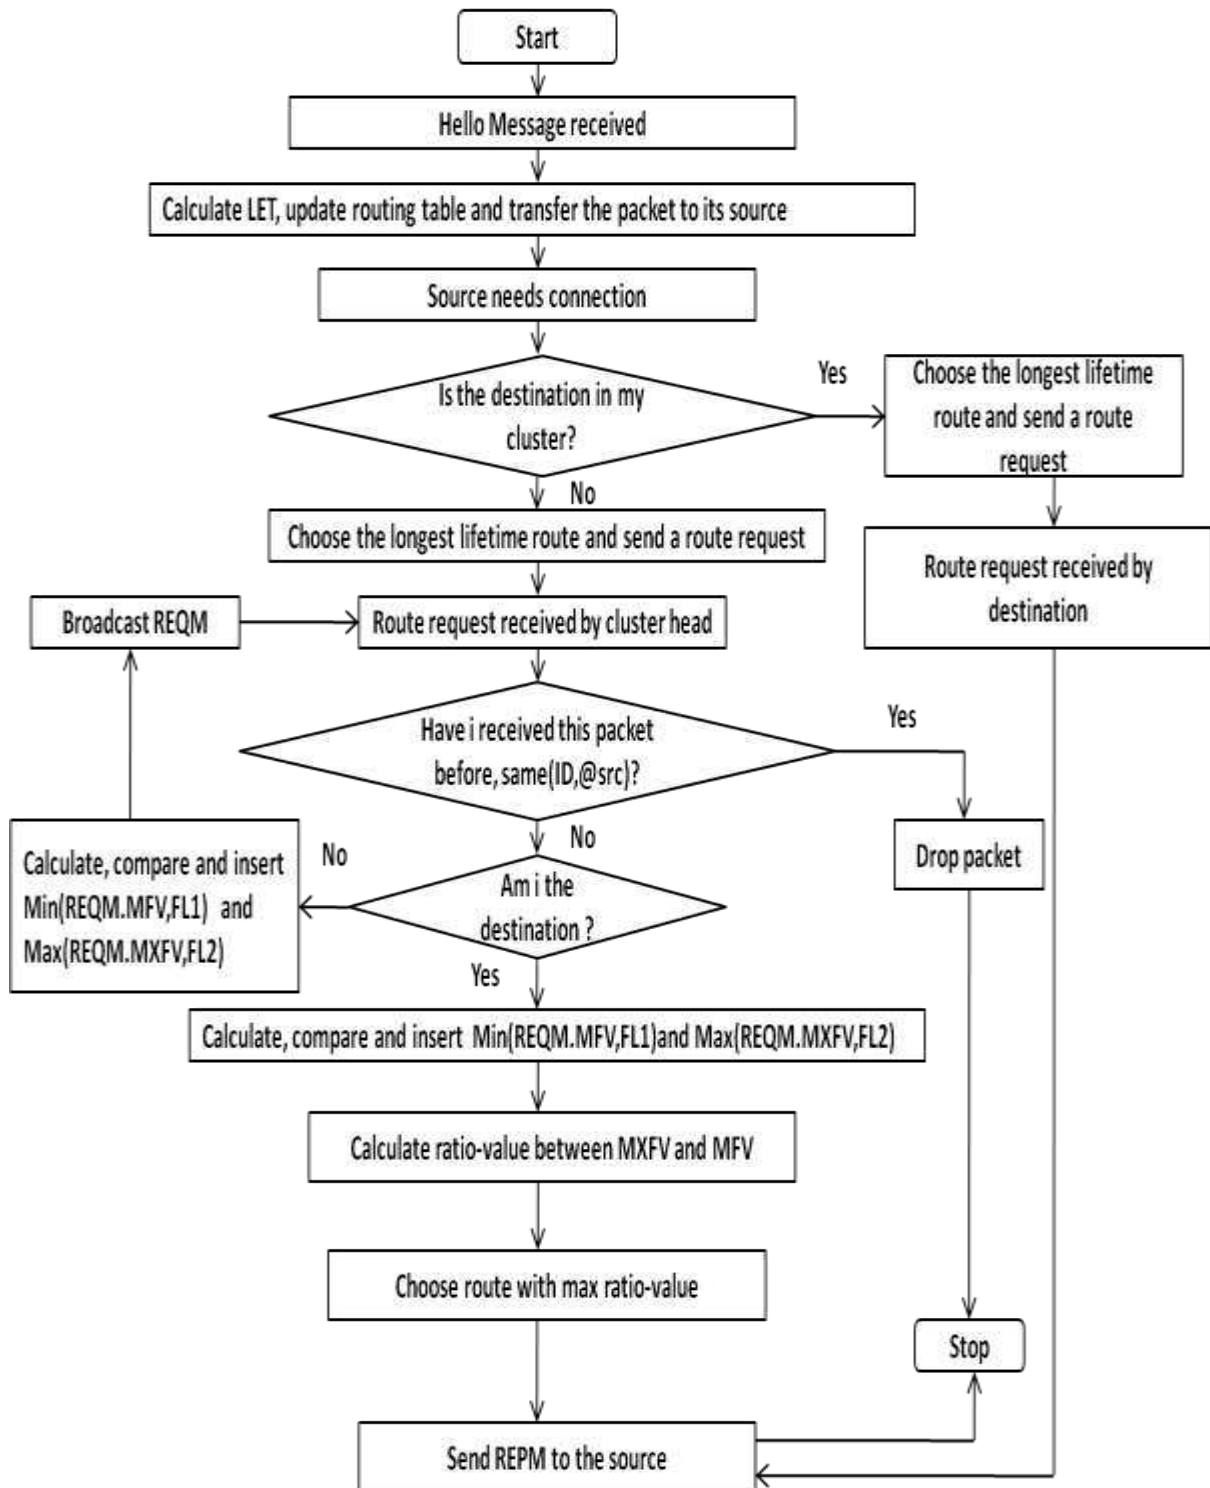 Start
Hello Message received
Calculate LET, update routing table and transfer the packet to its source
Source needs connection
Is the destination in my
cluster?
Yes
Choose the longest lifetime
route and send a route
request
No
Choose the longest lifetime route and send a route request
Route request received by
destination
Broadcast REQM
Route request received by cluster head
Have i received this packet
before, same(ID,@src)?
Yes
Drop packet
No
Am i the
destination ?
No
Calculate, compare and insert
Min(REQM.MFV,FL1) and
Max(REQM.MXFV,FL2)
Yes
Calculate, compare and insert Min(REQM.MFV,FL1)and Max(REQM.MXFV,FL2)
Calculate ratio-value between MXFV and MFV
Choose route with max ratio-value
Stop
Send REPM to the source